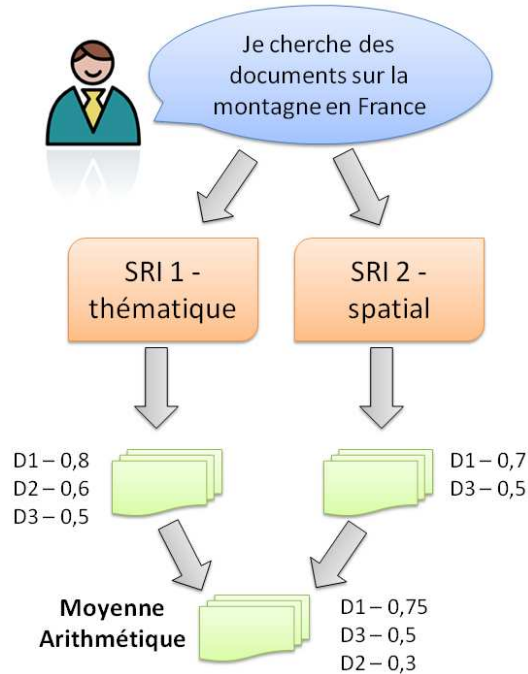 Je cherche des
documents sur la
montagne en France
SRI 1 -
thématique
SRI 2 -
spatial
D1 – 0,8
D2 – 0,6
D3 – 0,5
D1 – 0,7
D3 – 0,5
Moyenne
Arithmétique
D1 – 0,75
D3 – 0,5
D2 – 0,3